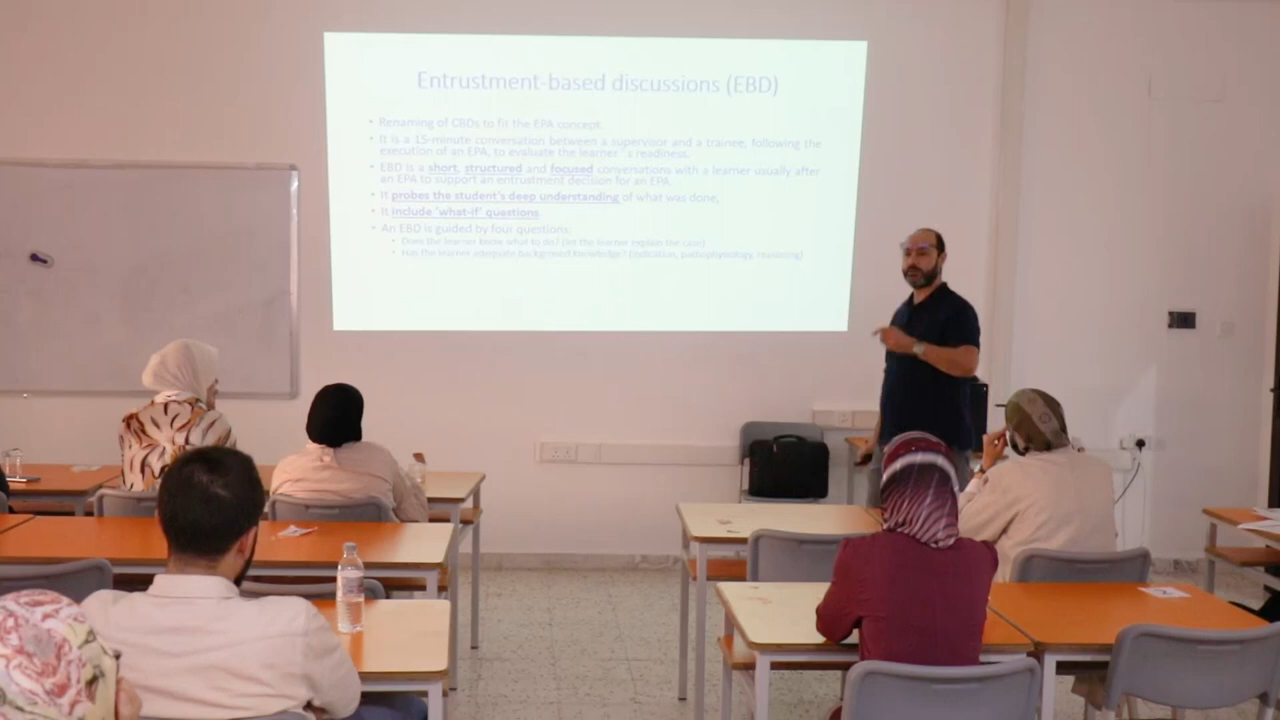 Entrustment-based discussions (EBD)
• Renaming of CBDs to fit the EPA concept.
• It is a 15-minute conversation between a supervisor and a trainee, following the
execution of an EPA, to evaluate the learner 's readiness.
• EBD is a short, structured and focused conversations with a learner usually after
an EPA to support an entrustment decision for an EPA.
• It probes the student's deep understanding of what was done,
• It include 'what-if' questions.
• An EBD is guided by four questions.
• Does the learner know what to do? (let the learner explain the case)
• Has the learner adequate background knowledge? (indication, pathophysiology, reasoning)